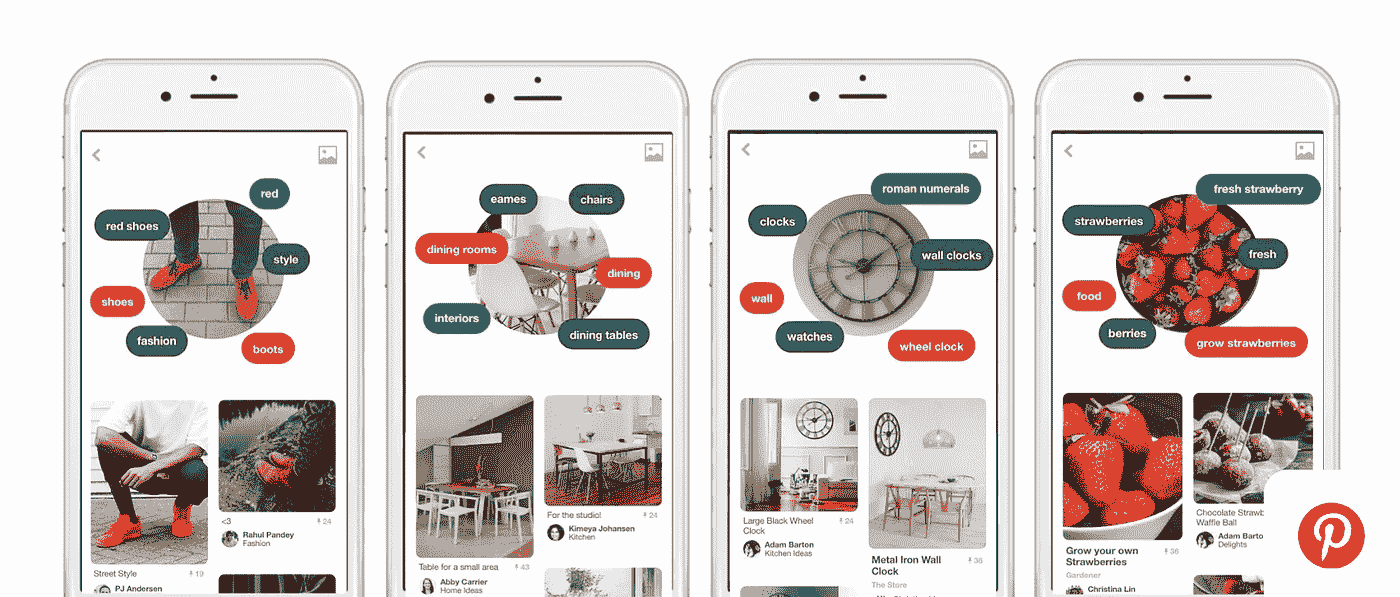 red
red shoes
style
shoes
fashion
boots
<3
24
Rahul Pandey
Fashion
Street Style
19
PJ Andersen
eames
chairs
dining rooms
dining
interiors
dining tables
For the studio!
24
Kimeya Johansen
Kitchen
Table for a small area
43
Abby Carrier
Home Ideas
roman numerals
clocks
wall clocks
wall
watches
wheel clock
Large Black Wheel
24
Clock
Adam Barton
Kitchen Ideas
Metal Iron Wall
36
Clock
The Store
fresh strawberry
strawberries
fresh
food
berries
grow strawberries
Chocolate Strawb
Waffle Ball
Adam Barto
Delights
Grow your own
36
Strawberries
Gardener
Christina Lin